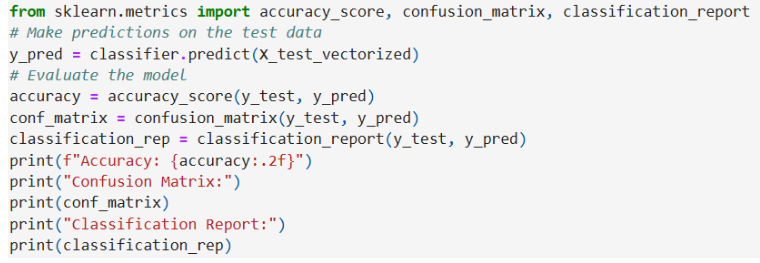 from sklearn.metrics import accuracy_score, confusion_matrix, classification_report
# Make predictions on the test data
y_pred = classifier.predict(X_test_vectorized)
# Evaluate the model
accuracy = accuracy_score(y_test, y_pred)
conf_matrix = confusion_matrix(y_test, y_pred)
classification_rep = classification_report(y_test, y_pred)
print(f"Accuracy: {accuracy:.2f}")
print("Confusion Matrix:")
print(conf_matrix)
print("Classification Report:")
print(classification_rep)